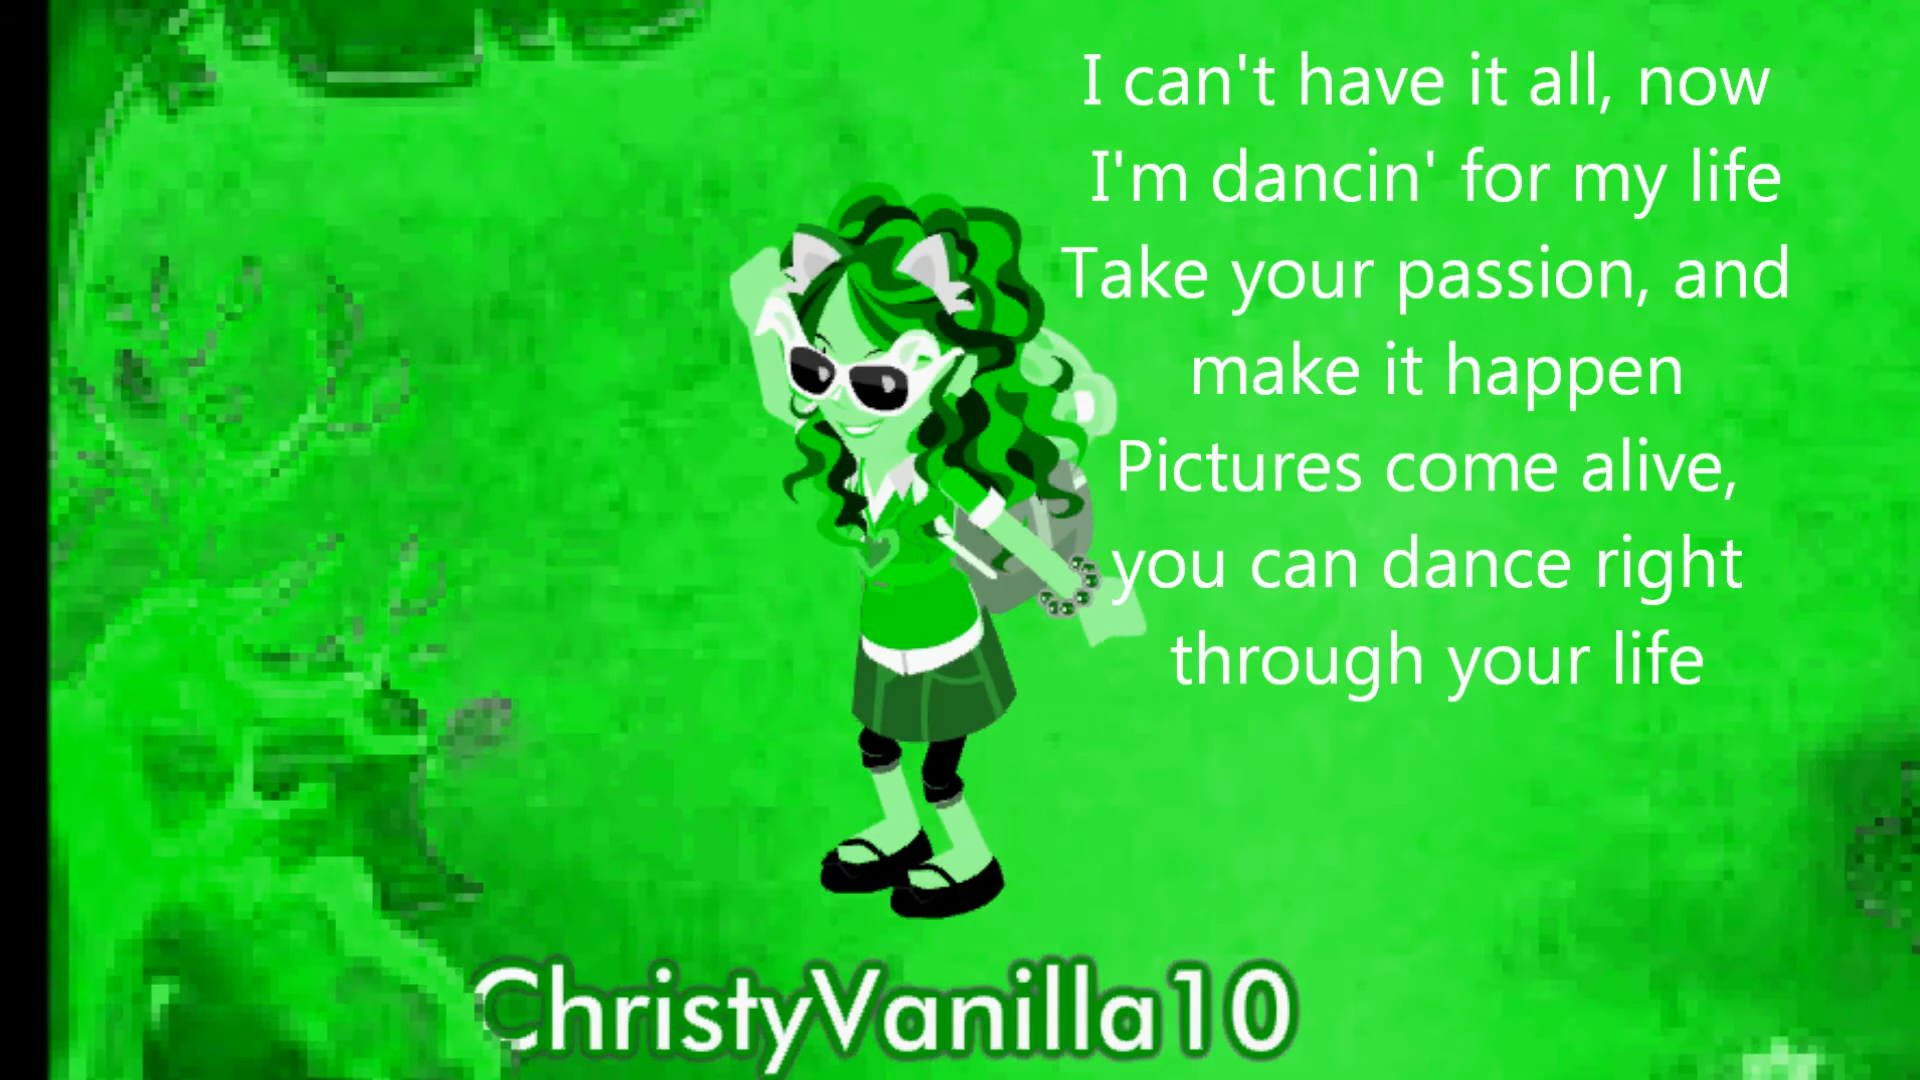 I can't have it all, now
I'm dancin' for my life
Take your passion, and
make it happen
Pictures come alive,
you can dance right
through your life
ChristyVanilla10